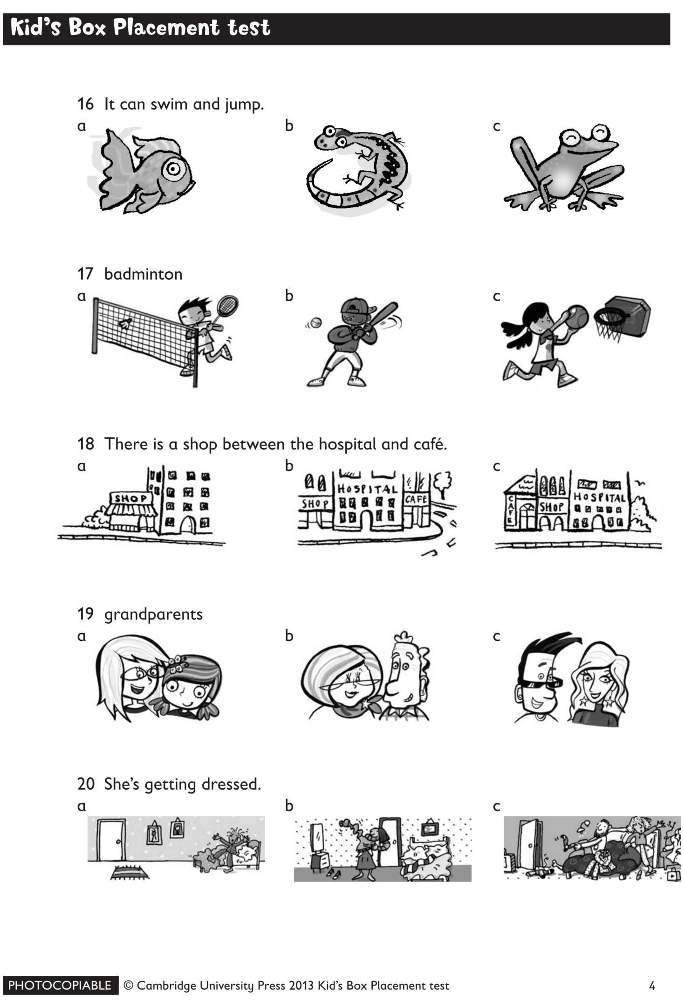 Kid's Box Placement test
16 It can swim and jump.
a b c
17 badminton
a b c
18 There is a shop between the hospital and café.
a b c
SHOP
HOSPITAL
SHOP
CAFE
CAFE
SHOP
HOSPITAL
19 grandparents
a b c
20 She's getting dressed.
a b c
PHOTOCOPIABLE © Cambridge University Press 2013 Kid's Box Placement test 4